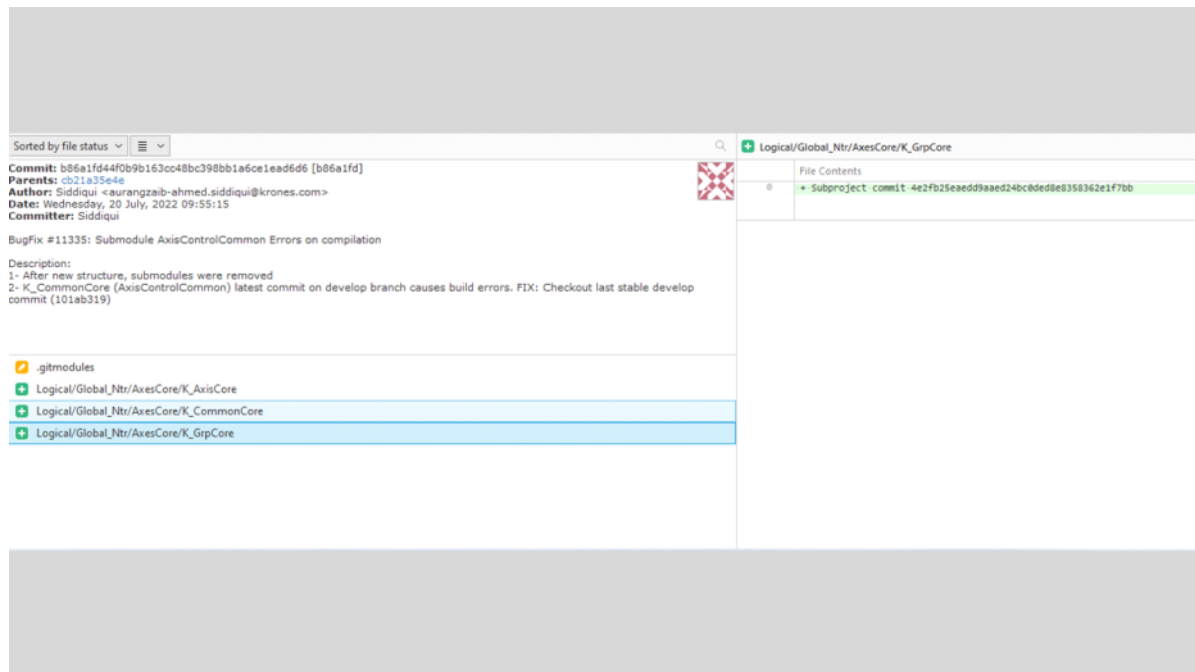 Sorted by file status
Commit: b86a1fd44f0b9b163cc48bc398bb1a6ce1ead6d6 [b86a1fd]
Parents: cb21a35e4e
Author: Siddiqui <aurangzaib-ahmed.siddiqui@krones.com>
Date: Wednesday, 20 July, 2022 09:55:15
Committer: Siddiqui
BugFix #11335: Submodule AxisControlCommon Errors on compilation
Description:
1- After new structure, submodules were removed
2- K_CommonCore (AxisControlCommon) latest commit on develop branch causes build errors. FIX: Checkout last stable develop
commit (101ab319)
.gitmodules
Logical/Global_Ntr/AxesCore/K_AxisCore
Logical/Global_Ntr/AxesCore/K_CommonCore
Logical/Global_Ntr/AxesCore/K_GrpCore
Logical/Global_Ntr/AxesCore/K_GrpCore
File Contents
0 + Subproject commit 4e2fb25eaedd9aaed24bc0ded8e8358362e1f7bb